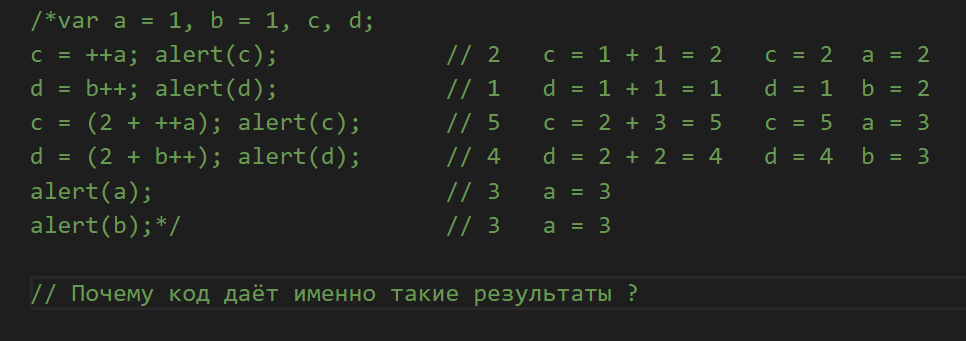 /*var a = 1, b = 1, c, d;
c = ++a; alert(c); // 2 c = 1 + 1 = 2 c = 2 a = 2
d = b++; alert(d); // 1 d = 1 + 1 = 1 d = 1 b = 2
c = (2 + ++a); alert(c); // 5 c = 2 + 3 = 5 c = 5 a = 3
d = (2 + b++); alert(d); // 4 d = 2 + 2 = 4 d = 4 b = 3
alert(a); // 3 a = 3
alert(b);*/ // 3 a = 3
// Почему код даёт именно такие результаты ?